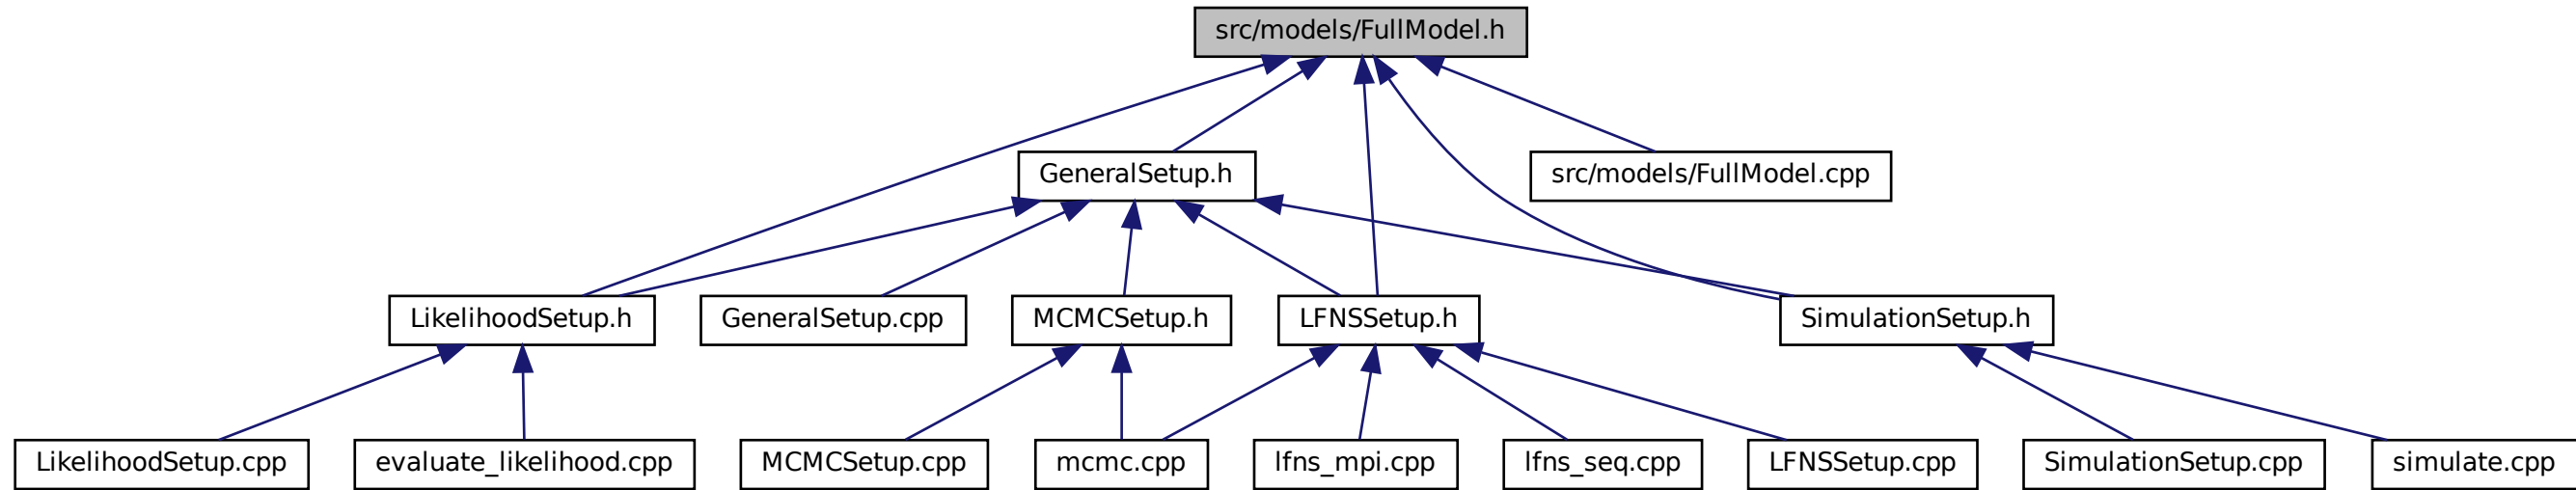 src/models/FullModel.h
GeneralSetup.h
src/models/FullModel.cpp
LikelihoodSetup.h
GeneralSetup.cpp
MCMCSetup.h
LFNSSetup.h
SimulationSetup.h
LikelihoodSetup.cpp
evaluate_likelihood.cpp
MCMCSetup.cpp
mcmc.cpp
lfns_mpi.cpp
lfns_seq.cpp
LFNSSetup.cpp
SimulationSetup.cpp
simulate.cpp